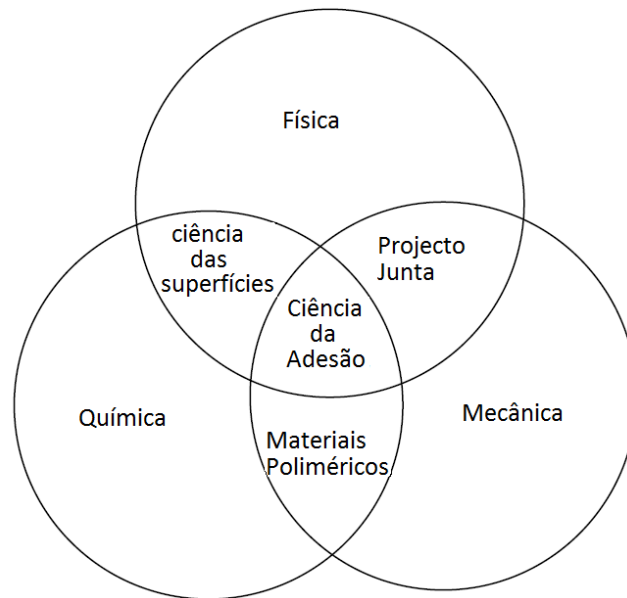 Física
ciência
das
superfícies
Projecto
Junta
Ciência
da
Adesão
Química
Mecânica
Materiais
Poliméricos